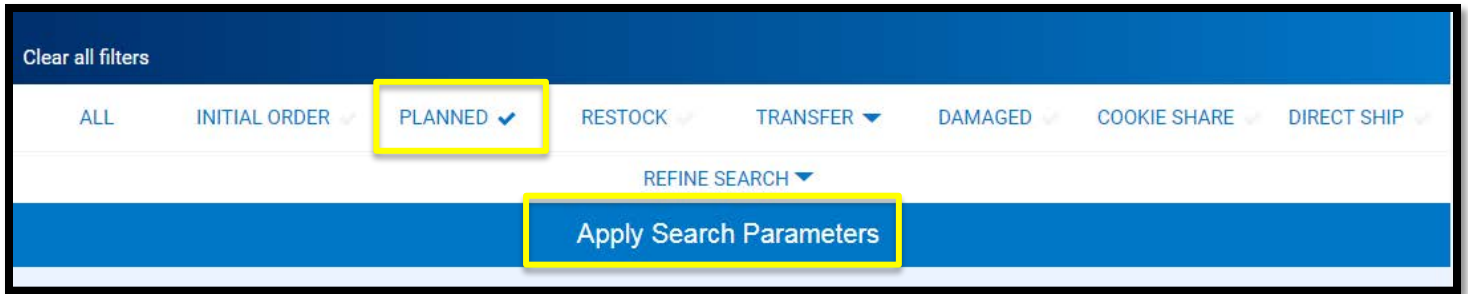 Clear all filters
ALL INITIAL ORDER PLANNED RESTOCK TRANSFER DAMAGED COOKIE SHARE DIRECT SHIP
REFINE SEARCH
Apply Search Parameters